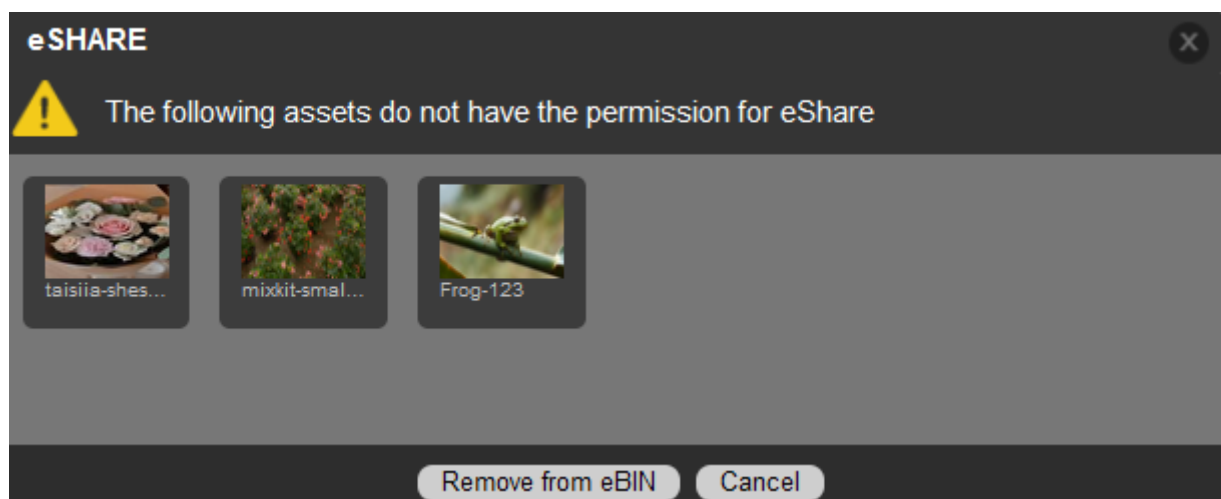 eSHARE
The following assets do not have the permission for eShare
taisiia-shes...
mixkit-smal...
Frog-123
Remove from eBIN
Cancel